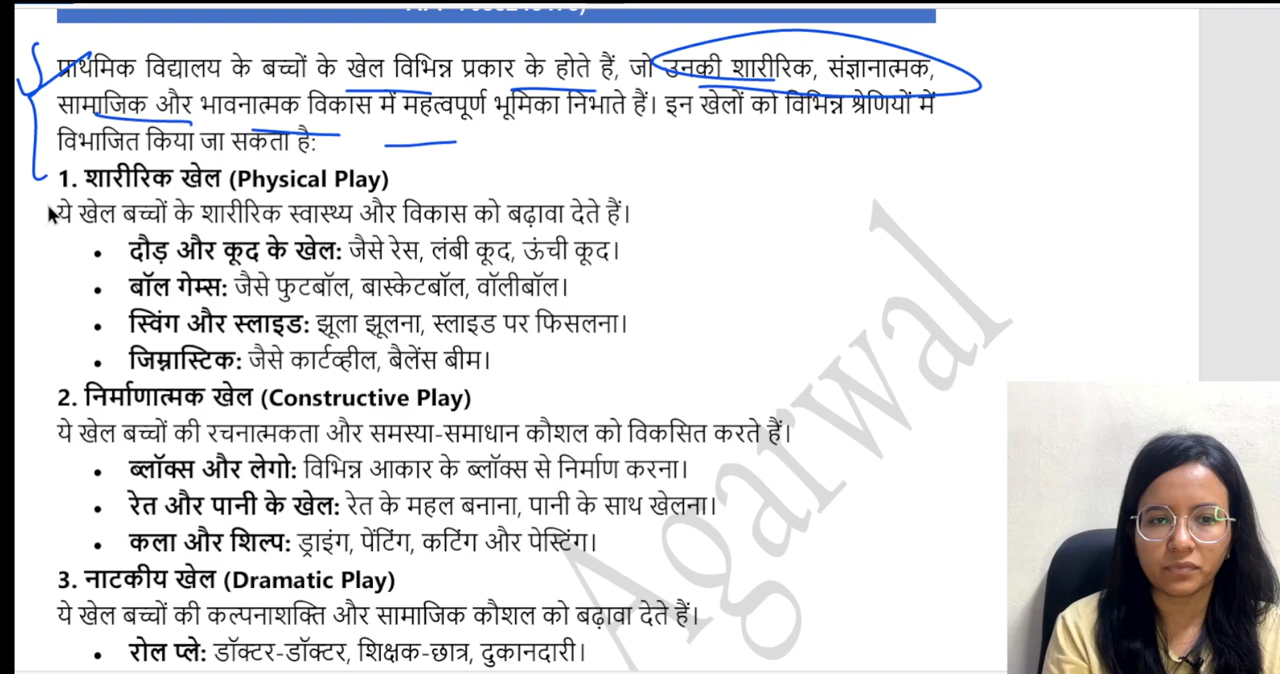 प्राथमिक विद्यालय के बच्चों के खेल विभिन्न प्रकार के होते हैं, जो उनकी शारीरिक, संज्ञानात्मक,
सामाजिक और भावनात्मक विकास में महत्वपूर्ण भूमिका निभाते हैं। इन खेलों को विभिन्न श्रेणियों में
विभाजित किया जा सकता है:
1. शारीरिक खेल (Physical Play)
ये खेल बच्चों के शारीरिक स्वास्थ्य और विकास को बढ़ावा देते हैं।
• दौड़ और कूद के खेल: जैसे रेस, लंबी कूद, ऊंची कूद।
• बॉल गेम्स: जैसे फुटबॉल, बास्केटबॉल, वॉलीबॉल।
• स्विंग और स्लाइड: झूला झूलना, स्लाइड पर फिसलना।
• जिम्नास्टिक: जैसे कार्टव्हील, बैलेंस बीम।
2. निर्माणात्मक खेल (Constructive Play)
ये खेल बच्चों की रचनात्मकता और समस्या-समाधान कौशल को विकसित करते हैं।
• ब्लॉक्स और लेगो: विभिन्न आकार के ब्लॉक्स से निर्माण करना।
• रेत और पानी के खेल: रेत के महल बनाना, पानी के साथ खेलना।
• कला और शिल्प: ड्राइंग, पेंटिंग, कटिंग और पेस्टिंग।
3. नाटकीय खेल (Dramatic Play)
ये खेल बच्चों की कल्पनाशक्ति और सामाजिक कौशल को बढ़ावा देते हैं।
• रोल प्ले: डॉक्टर-डॉक्टर, शिक्षक-छात्र, दुकानदारी।
Agarwal